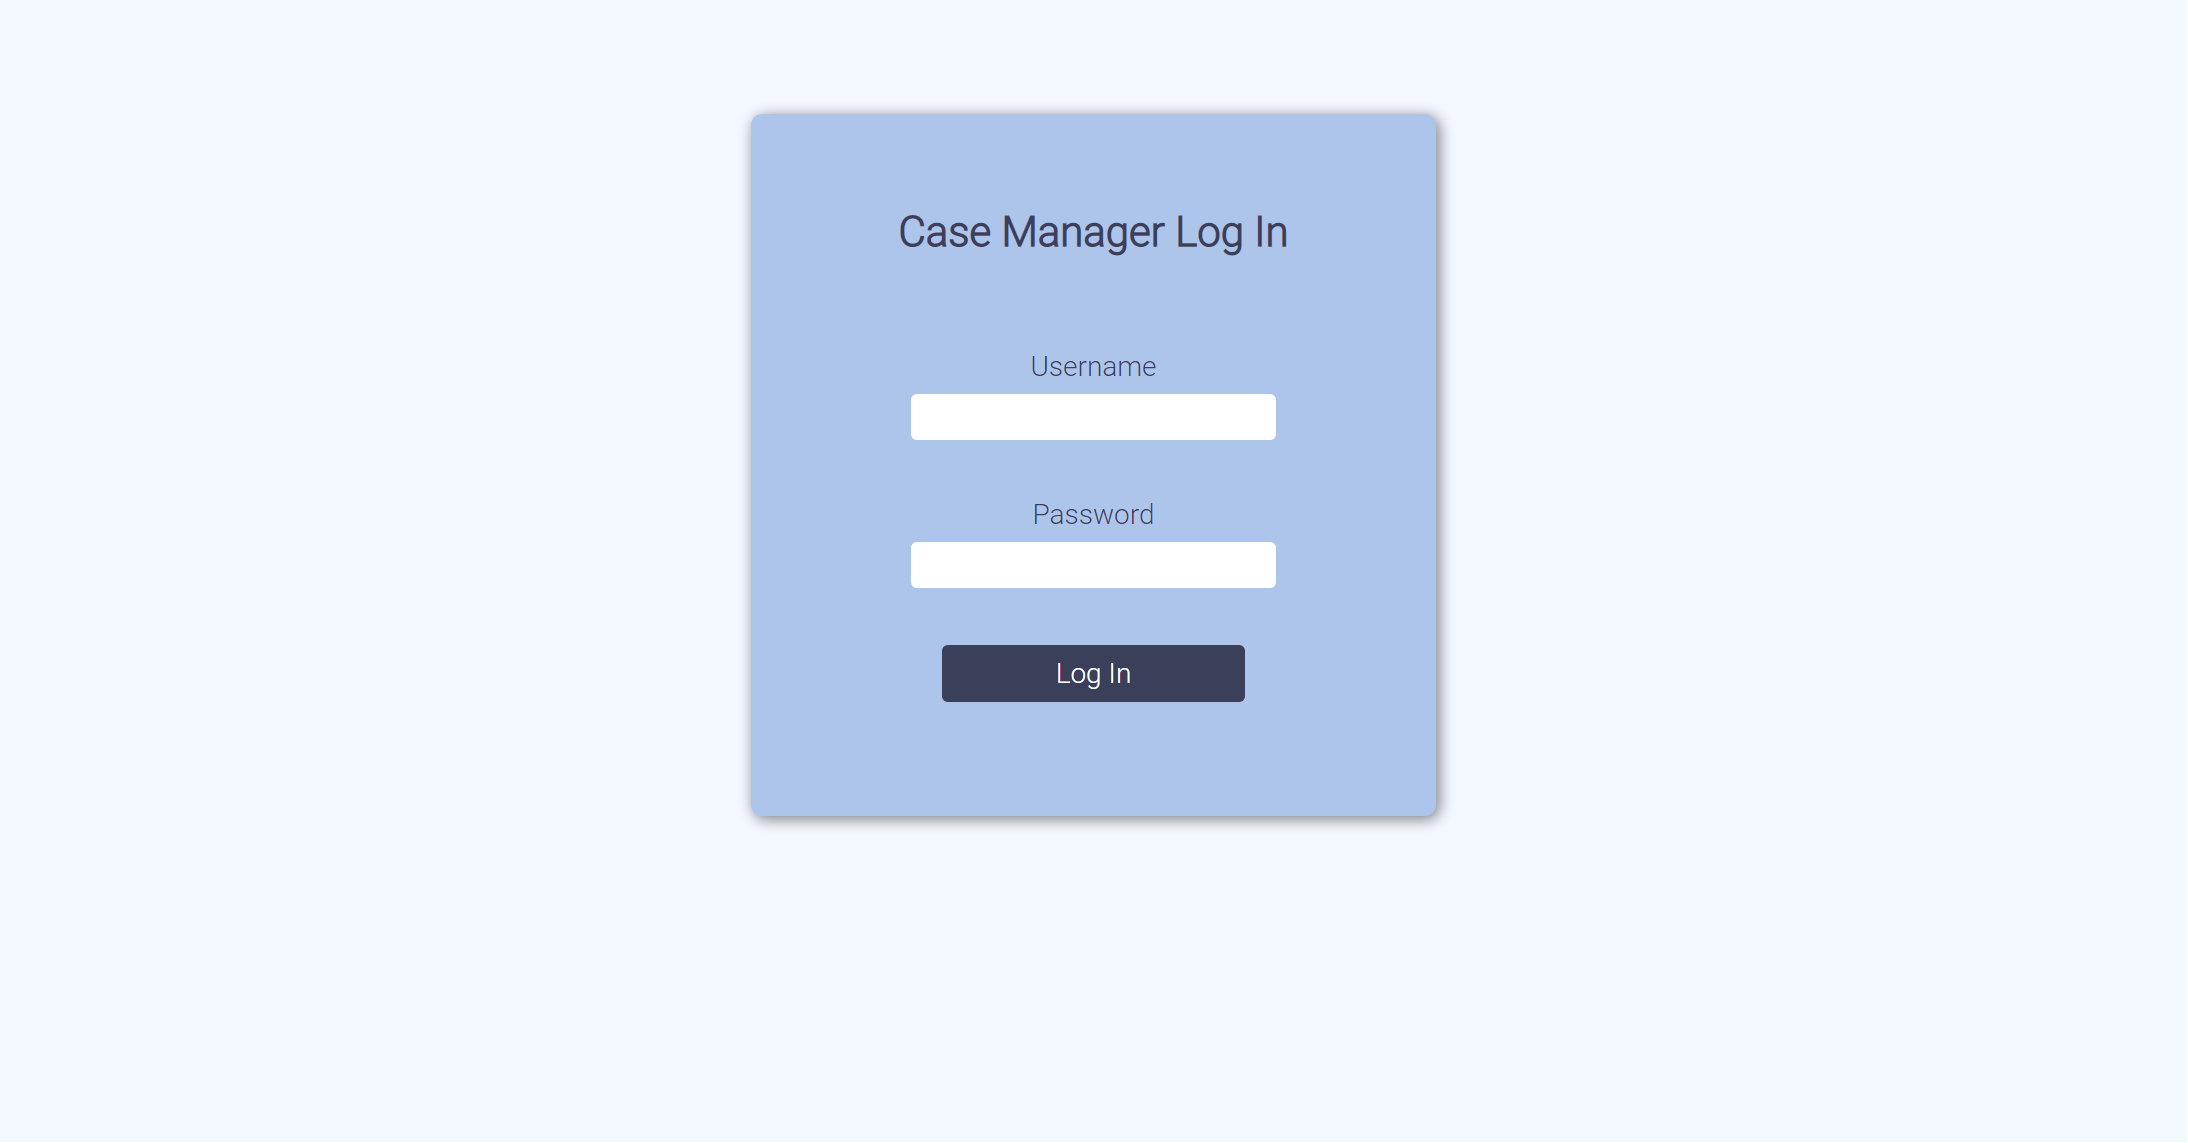 Case Manager Log In
Username
Password
Log In